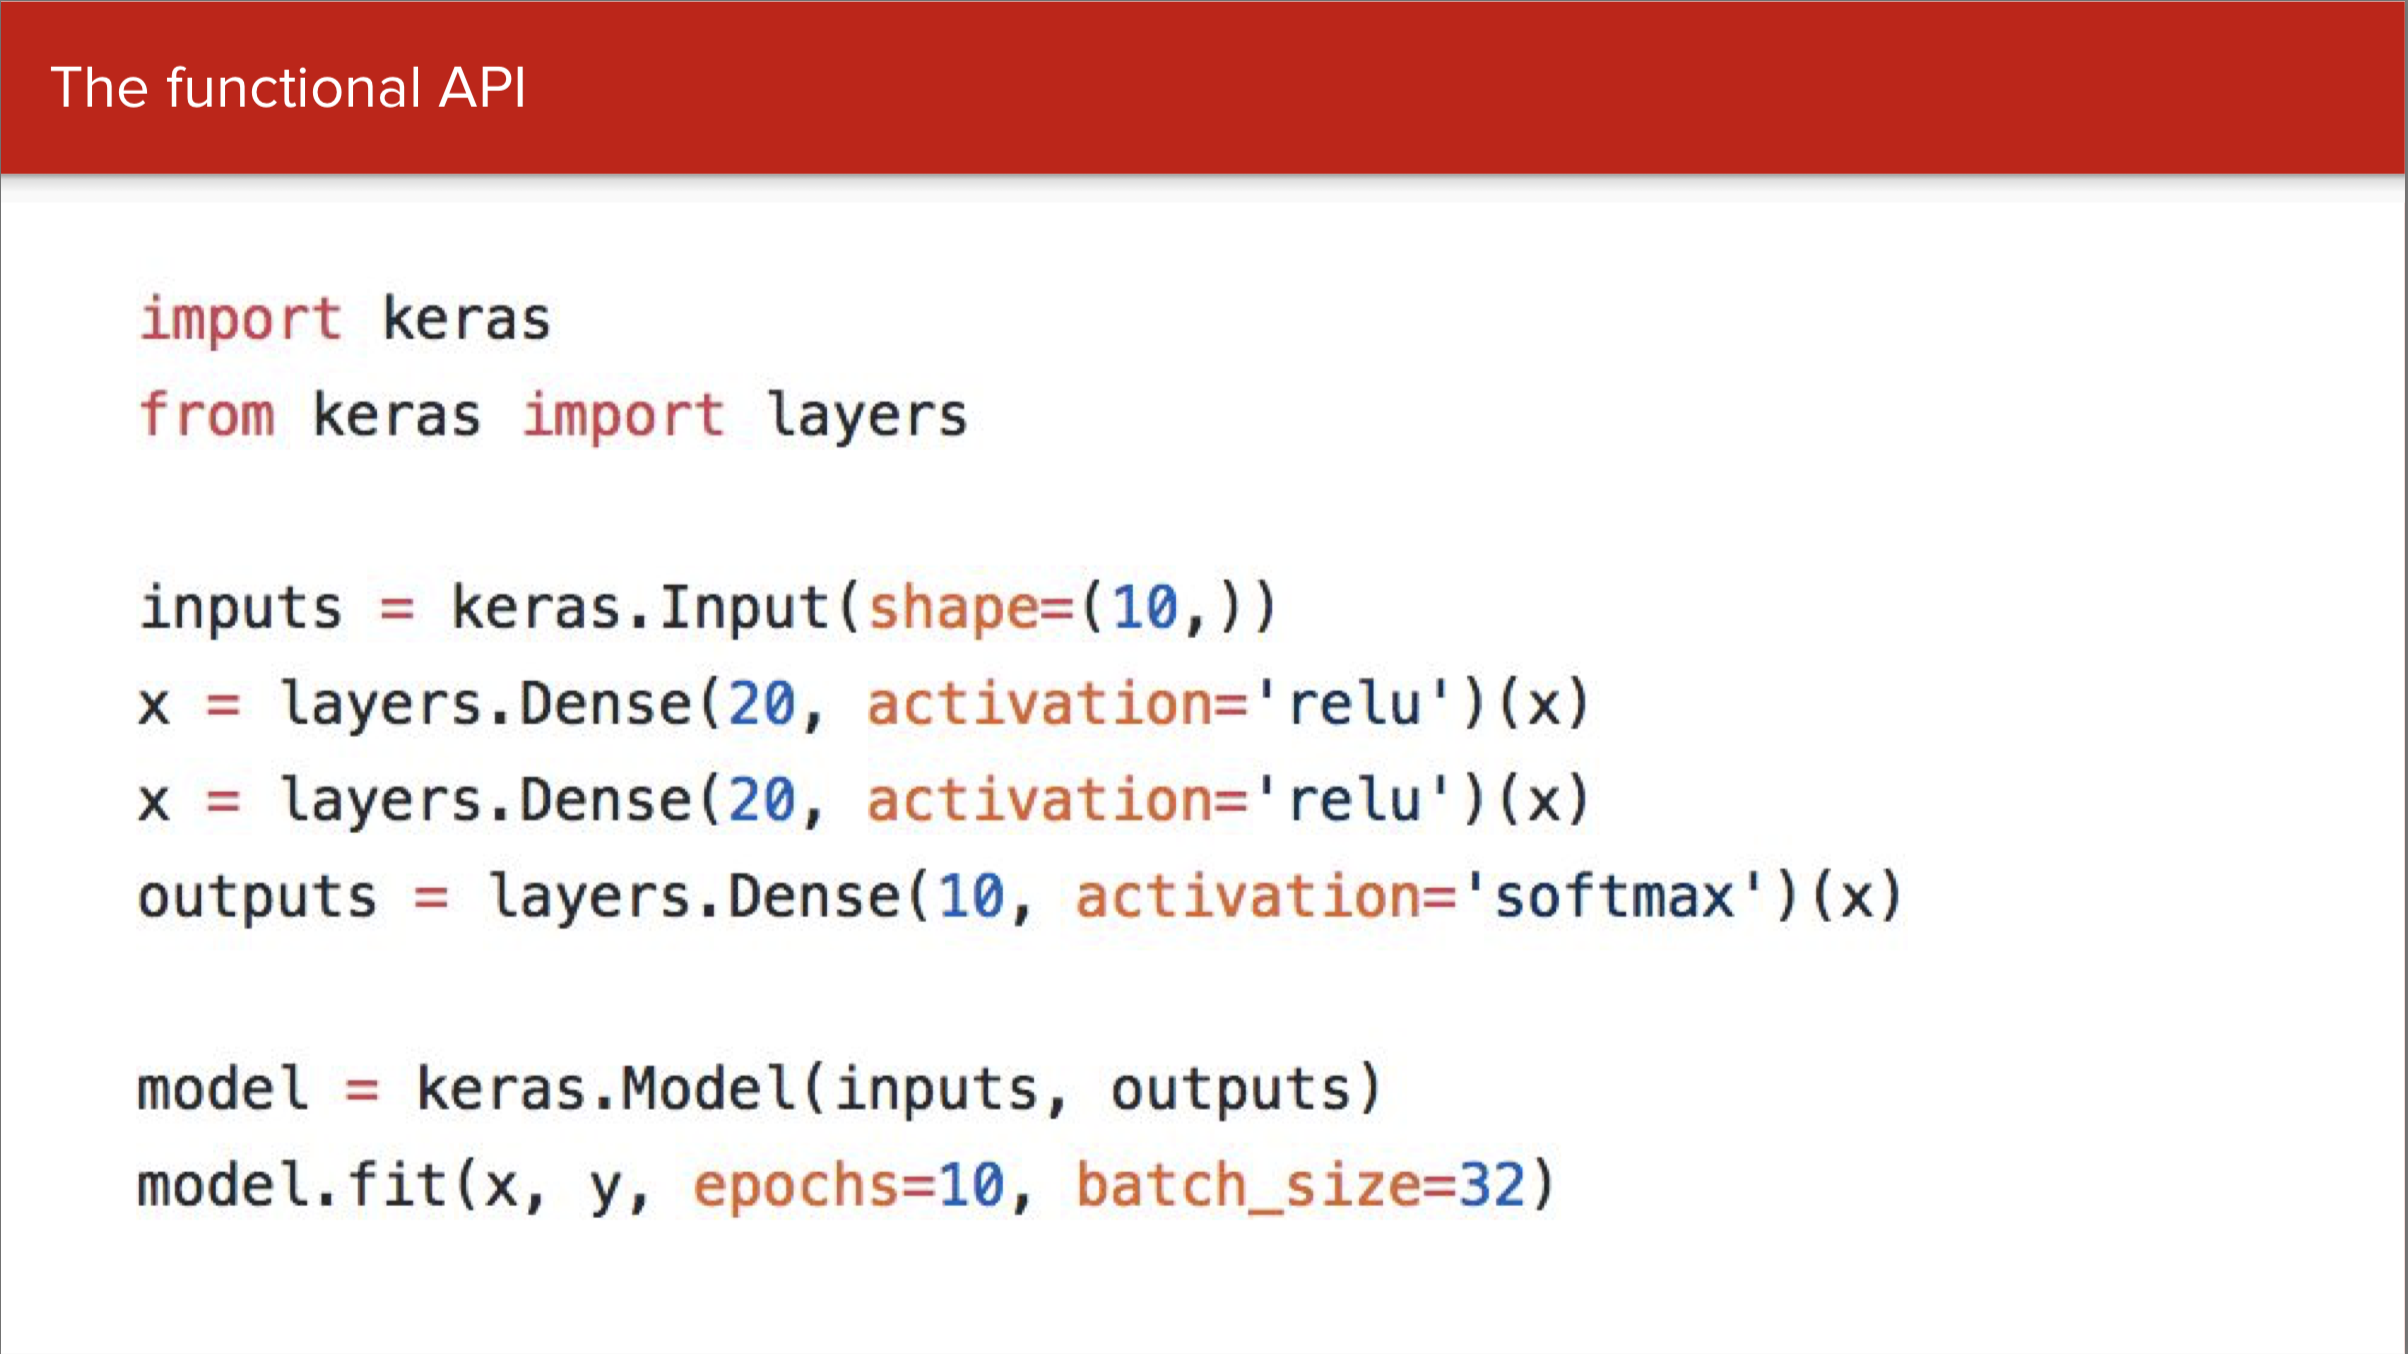 The functional API
import keras
from keras import layers
inputs = keras.Input(shape=(10,))
x = layers.Dense(20, activation='relu')(x)
x = layers.Dense(20, activation='relu')(x)
outputs = layers.Dense(10, activation='softmax')(x)
model = keras.Model(inputs, outputs)
model.fit(x, y, epochs=10, batch_size=32)